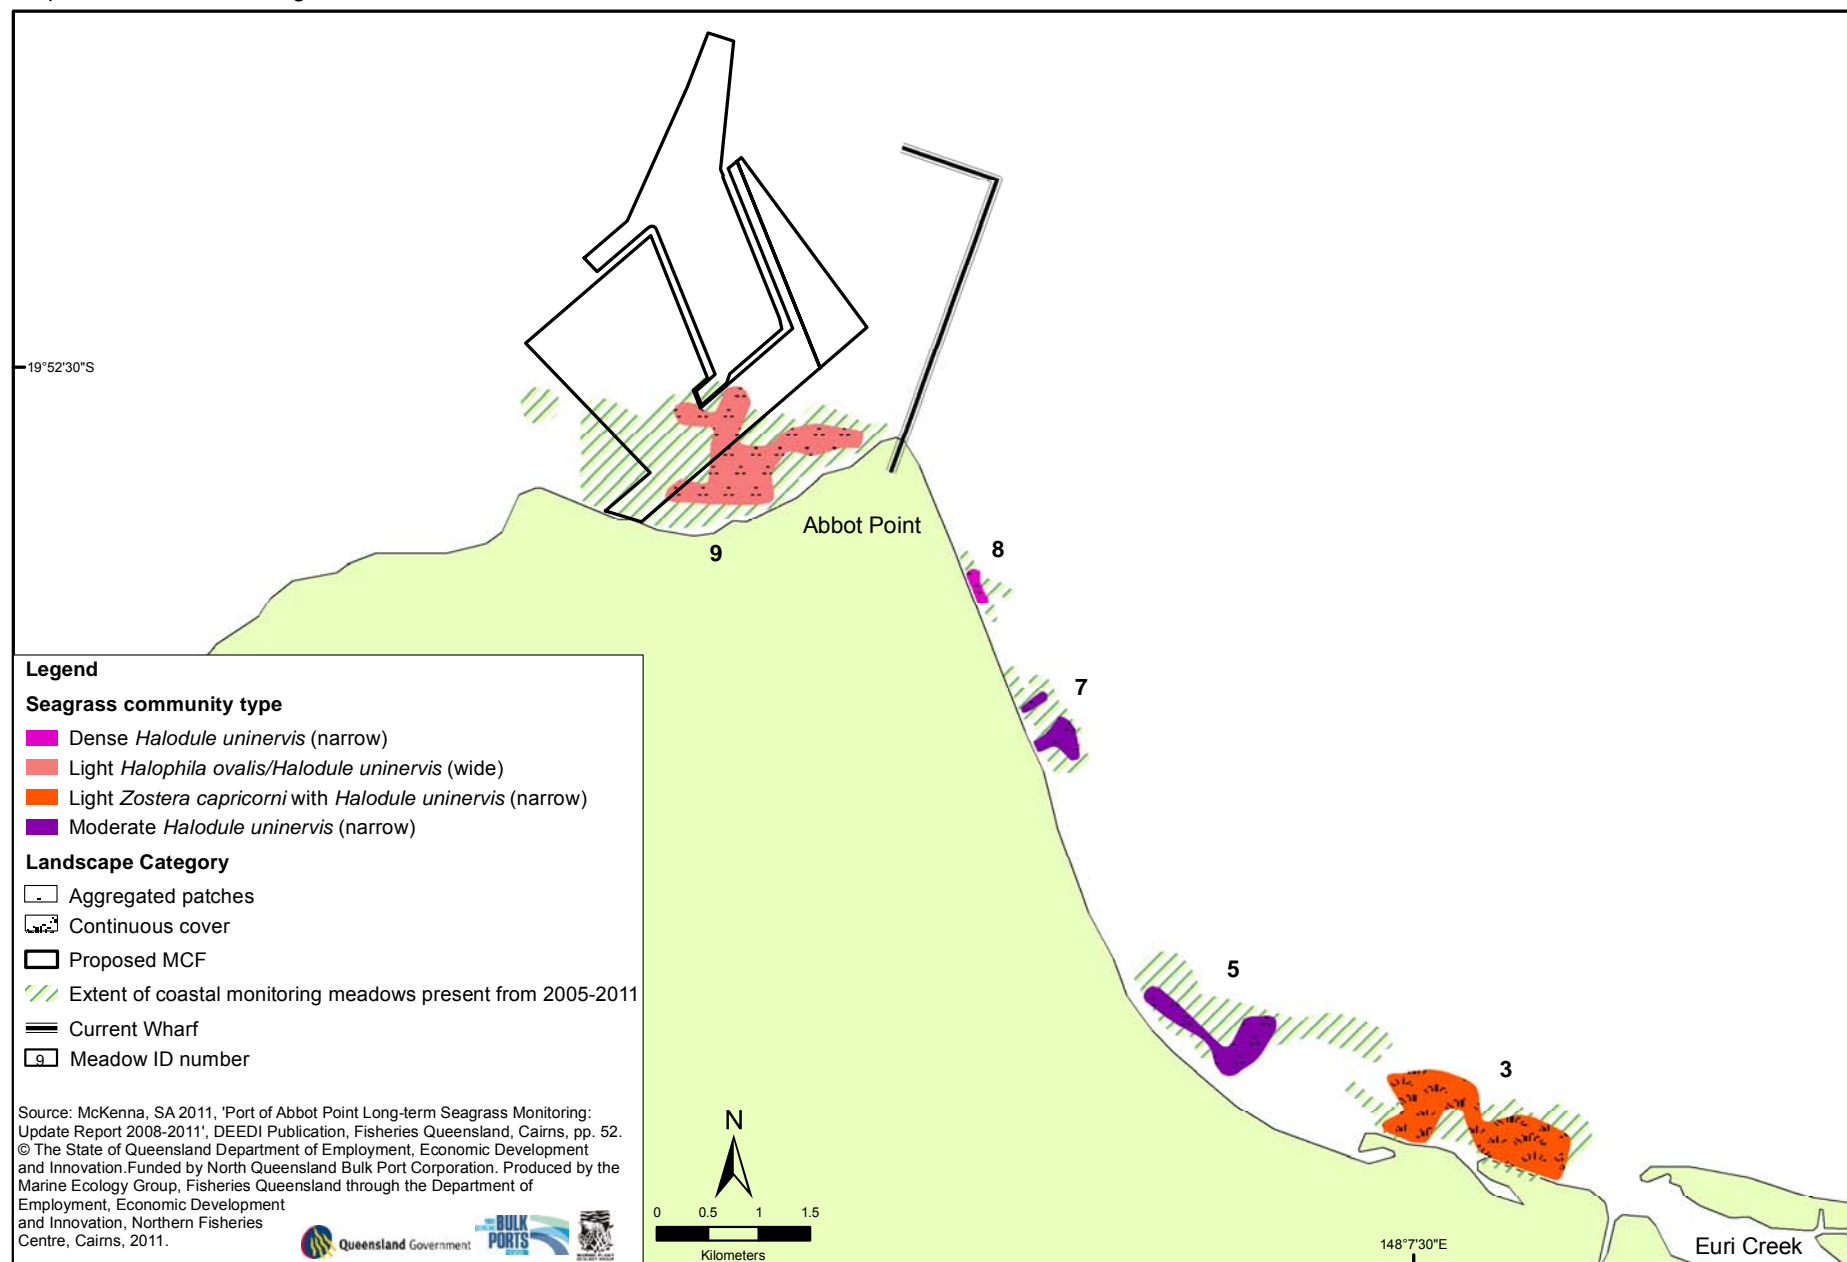 19°52'30"S
Abbot Point
9
8
7
5
3
Legend
Seagrass community type
Dense Halodule uninervis (narrow)
Light Halophila ovalis/Halodule uninervis (wide)
Light Zostera capricorni with Halodule uninervis (narrow)
Moderate Halodule uninervis (narrow)
Landscape Category
Aggregated patches
Continuous cover
Proposed MCF
Extent of coastal monitoring meadows present from 2005-2011
Current Wharf
9 Meadow ID number
Source: McKenna, SA 2011, 'Port of Abbot Point Long-term Seagrass Monitoring:
Update Report 2008-2011', DEEDI Publication, Fisheries Queensland, Cairns, pp. 52.
© The State of Queensland Department of Employment, Economic Development
and Innovation.Funded by North Queensland Bulk Port Corporation. Produced by the
Marine Ecology Group, Fisheries Queensland through the Department of
Employment, Economic Development
and Innovation, Northern Fisheries
Centre, Cairns, 2011.
Queensland Government
BULK
PORTS
N
0 0.5 1 1.5
Kilometers
148°7'30"E
Euri Creek